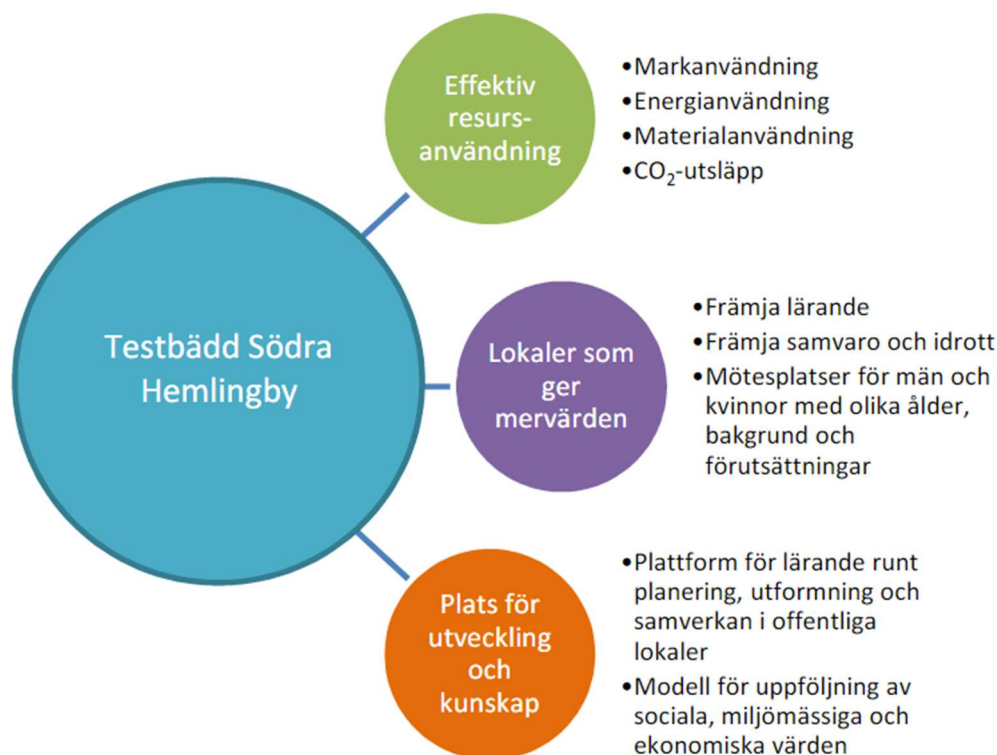 Testbädd Södra
Hemlingby
Effektiv
resurs-
användning
•Markanvändning
•Energianvändning
•Materialanvändning
•CO₂-utsläpp
Lokaler som
ger
mervärden
•Främja lärande
•Främja samvaro och idrott
•Mötesplatser för män och
kvinnor med olika ålder,
bakgrund och
förutsättningar
Plats för
utveckling
och
kunskap
•Plattform för lärande runt
planering, utformning och
samverkan i offentliga
lokaler
•Modell för uppföljning av
sociala, miljömässiga och
ekonomiska värden